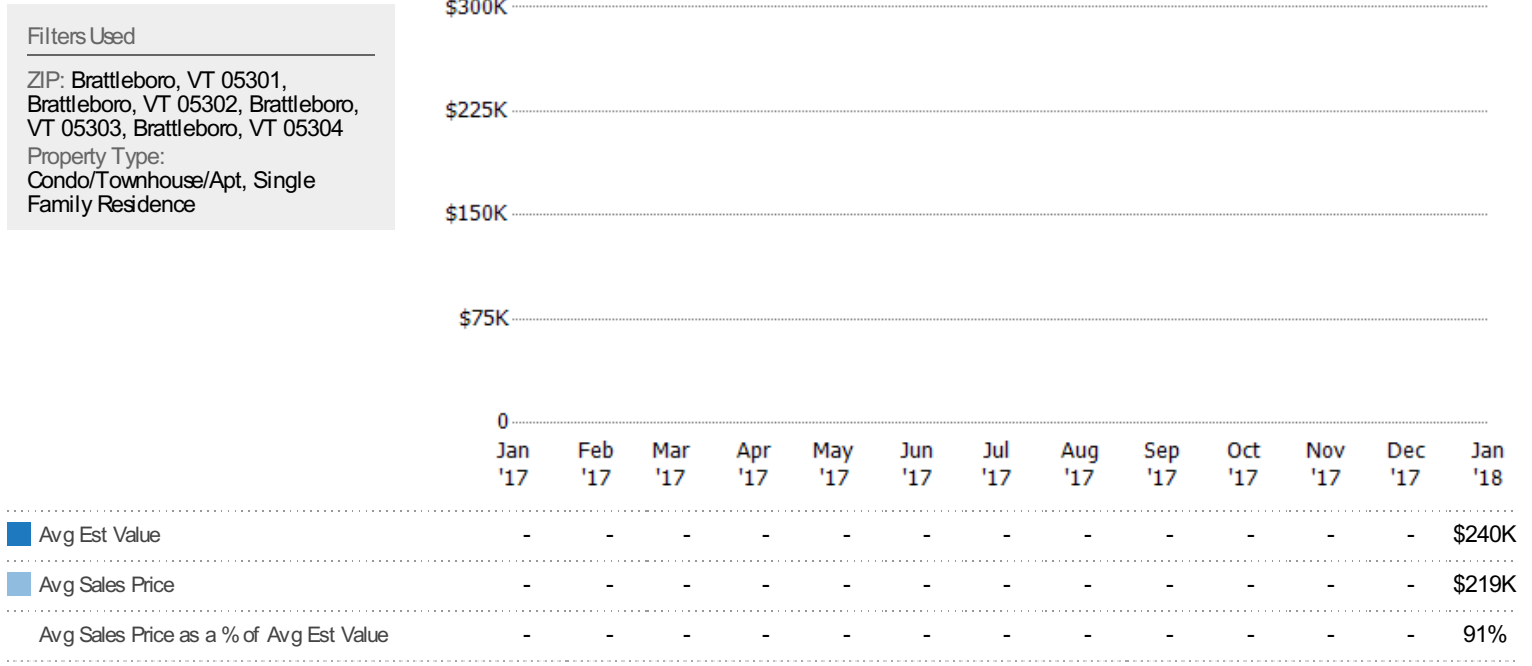 Filters Used
ZIP: Brattleboro, VT 05301,
Brattleboro, VT 05302, Brattleboro,
VT 05303, Brattleboro, VT 05304
Property Type:
Condo/Townhouse/Apt, Single
Family Residence
$300K
$225K
$150K
$75K
0
Jan Feb Mar Apr May Jun Jul Aug Sep Oct Nov Dec Jan
'17 '17 '17 '17 '17 '17 '17 '17 '17 '17 '17 '17 '18
Avg Est Value - - - - - - - - - - - - $240K
Avg Sales Price - - - - - - - - - - - - $219K
Avg Sales Price as a % of Avg Est Value - - - - - - - - - - - - 91%